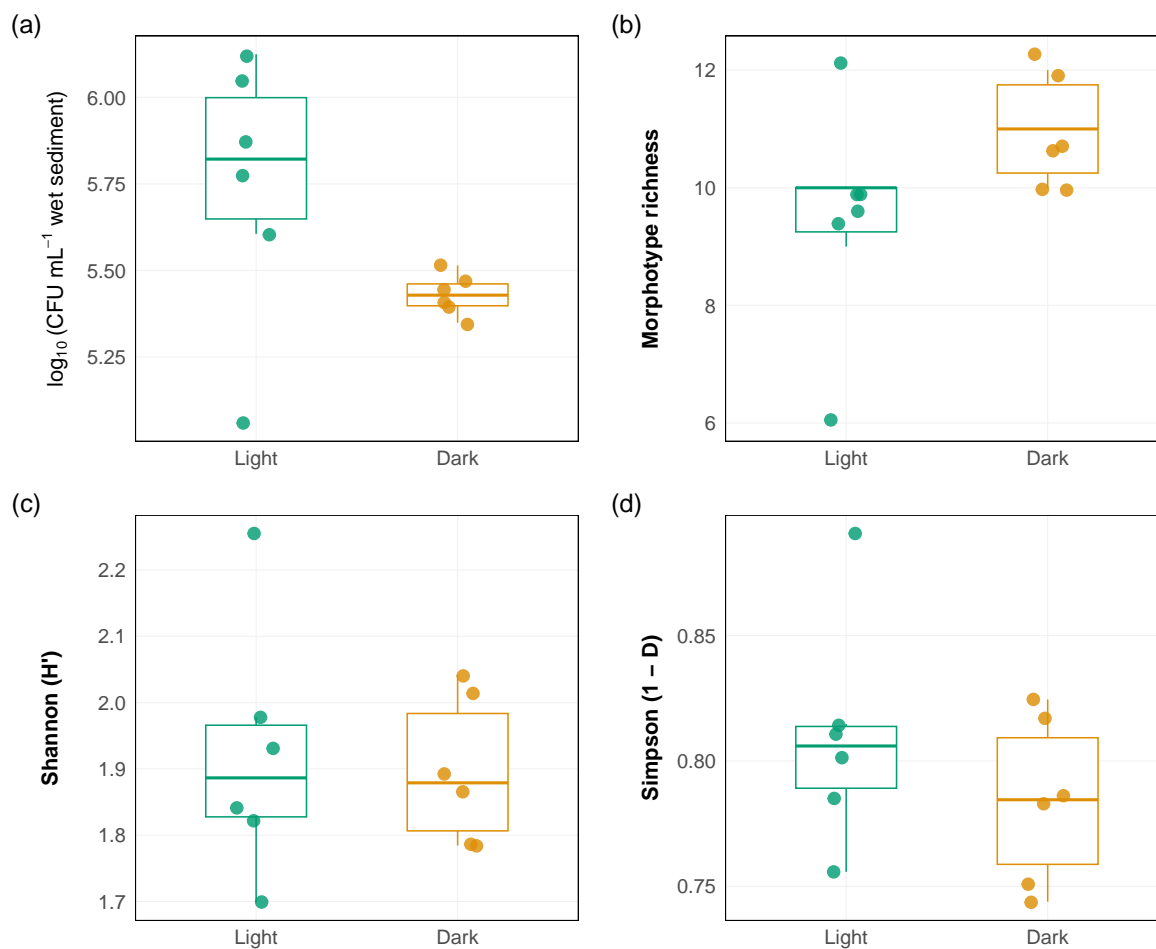 (a)
log₁₀ (CFU mL⁻¹ wet sediment)
6.00
5.75
5.50
5.25
Light
Dark
(b)
Morphotype richness
12
10
8
6
Light
Dark
(c)
Shannon (H')
2.2
2.1
2.0
1.9
1.8
1.7
Light
Dark
(d)
Simpson (1 − D)
0.85
0.80
0.75
Light
Dark